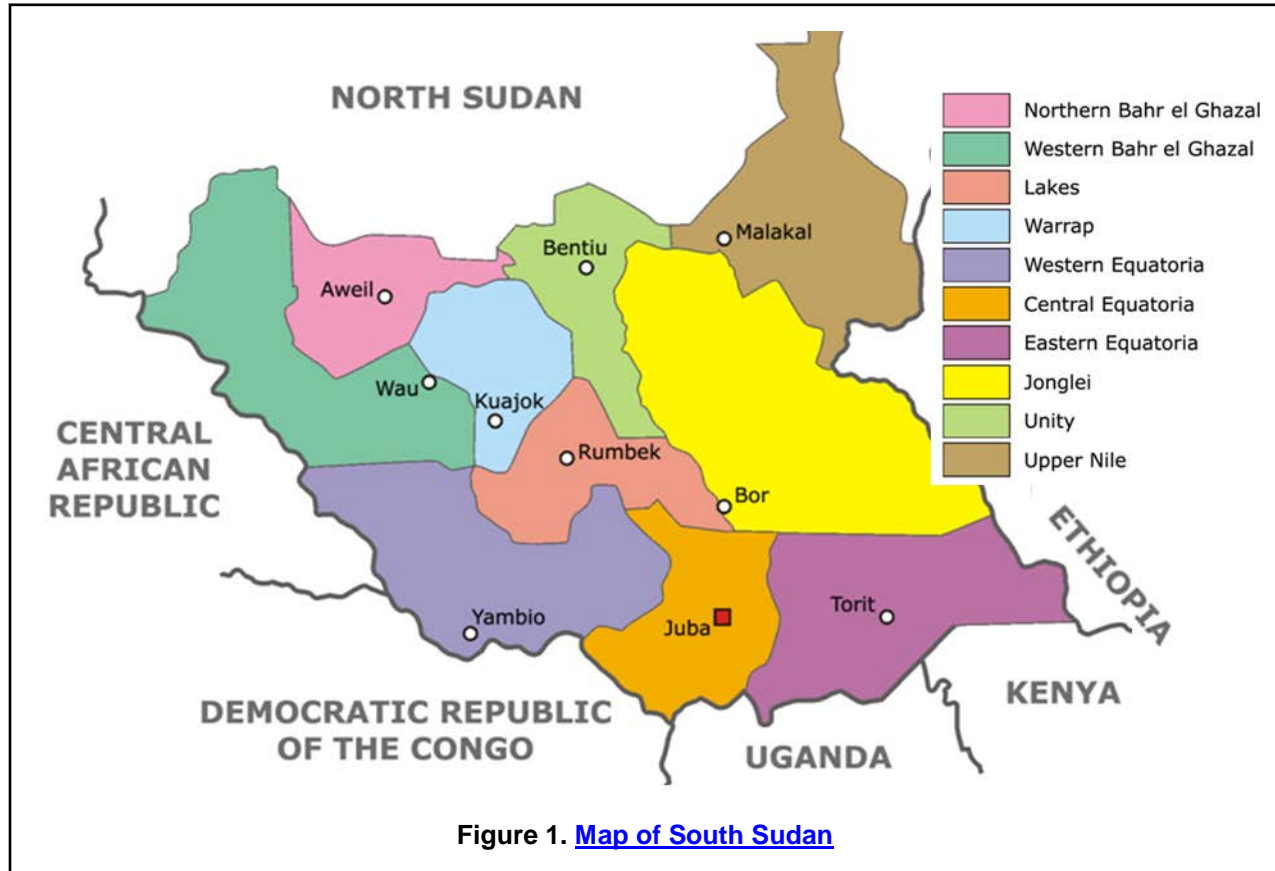 NORTH SUDAN
Northern Bahr el Ghazal
Western Bahr el Ghazal
Lakes
Warrap
Western Equatoria
Central Equatoria
Eastern Equatoria
Jonglei
Unity
Upper Nile
Malakal
Bentiu
Aweil
Wau
Kuajok
Rumbek
Bor
CENTRAL
AFRICAN
REPUBLIC
ETHIOPIA
Yambio
Juba
Torit
KENYA
DEMOCRATIC REPUBLIC
OF THE CONGO
UGANDA
Figure 1. Map of South Sudan